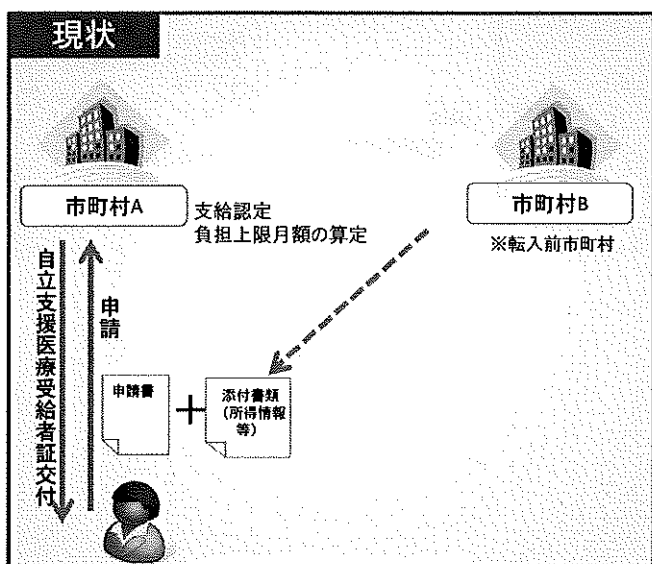 現状
市町村A
支給認定
負担上限月額の算定
市町村B
※転入前市町村
自立支援医療受給者証交付
申請
申請書
+
添付書類
(所得情報
等)